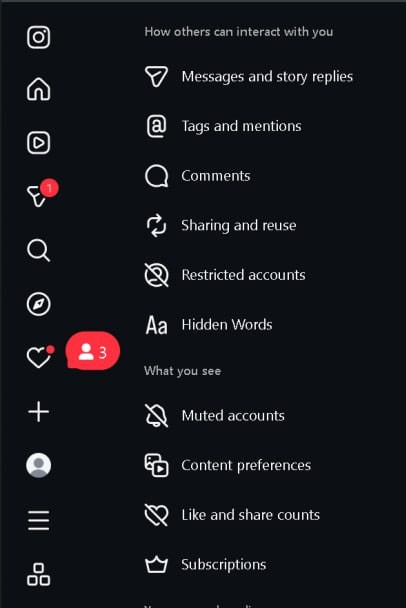 How others can interact with you
Messages and story replies
1
Tags and mentions
Comments
Sharing and reuse
Restricted accounts
Aa Hidden Words
3
What you see
Muted accounts
Content preferences
Like and share counts
Subscriptions